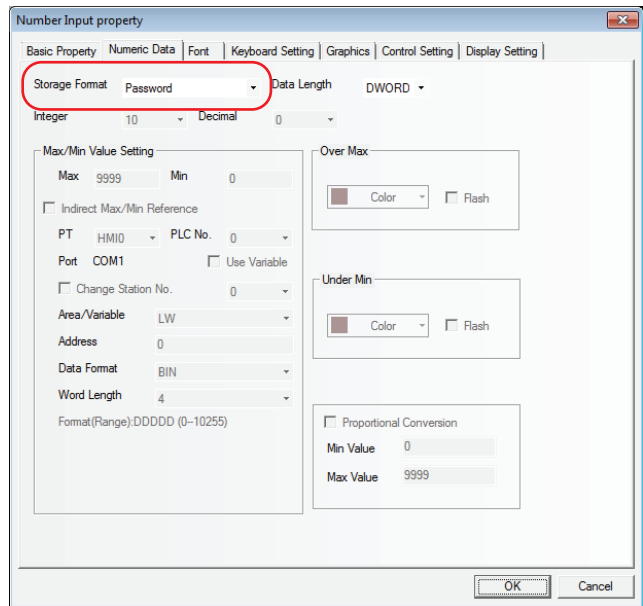 Number Input property
Basic Property Numeric Data Font Keyboard Setting Graphics Control Setting Display Setting
Storage Format Password Data Length DWORD
Integer 10 Decimal 0
Max/Min Value Setting
Max 9999 Min 0
Indirect Max/Min Reference
PT HMI0 PLC No. 0
Port COM1 Use Variable
Change Station No. 0
Area/Variable LW
Address 0
Data Format BIN
Word Length 4
Format(Range):DDDDD (0~10255)
Over Max
Color Flash
Under Min
Color Flash
Proportional Conversion
Min Value 0
Max Value 9999
OK Cancel